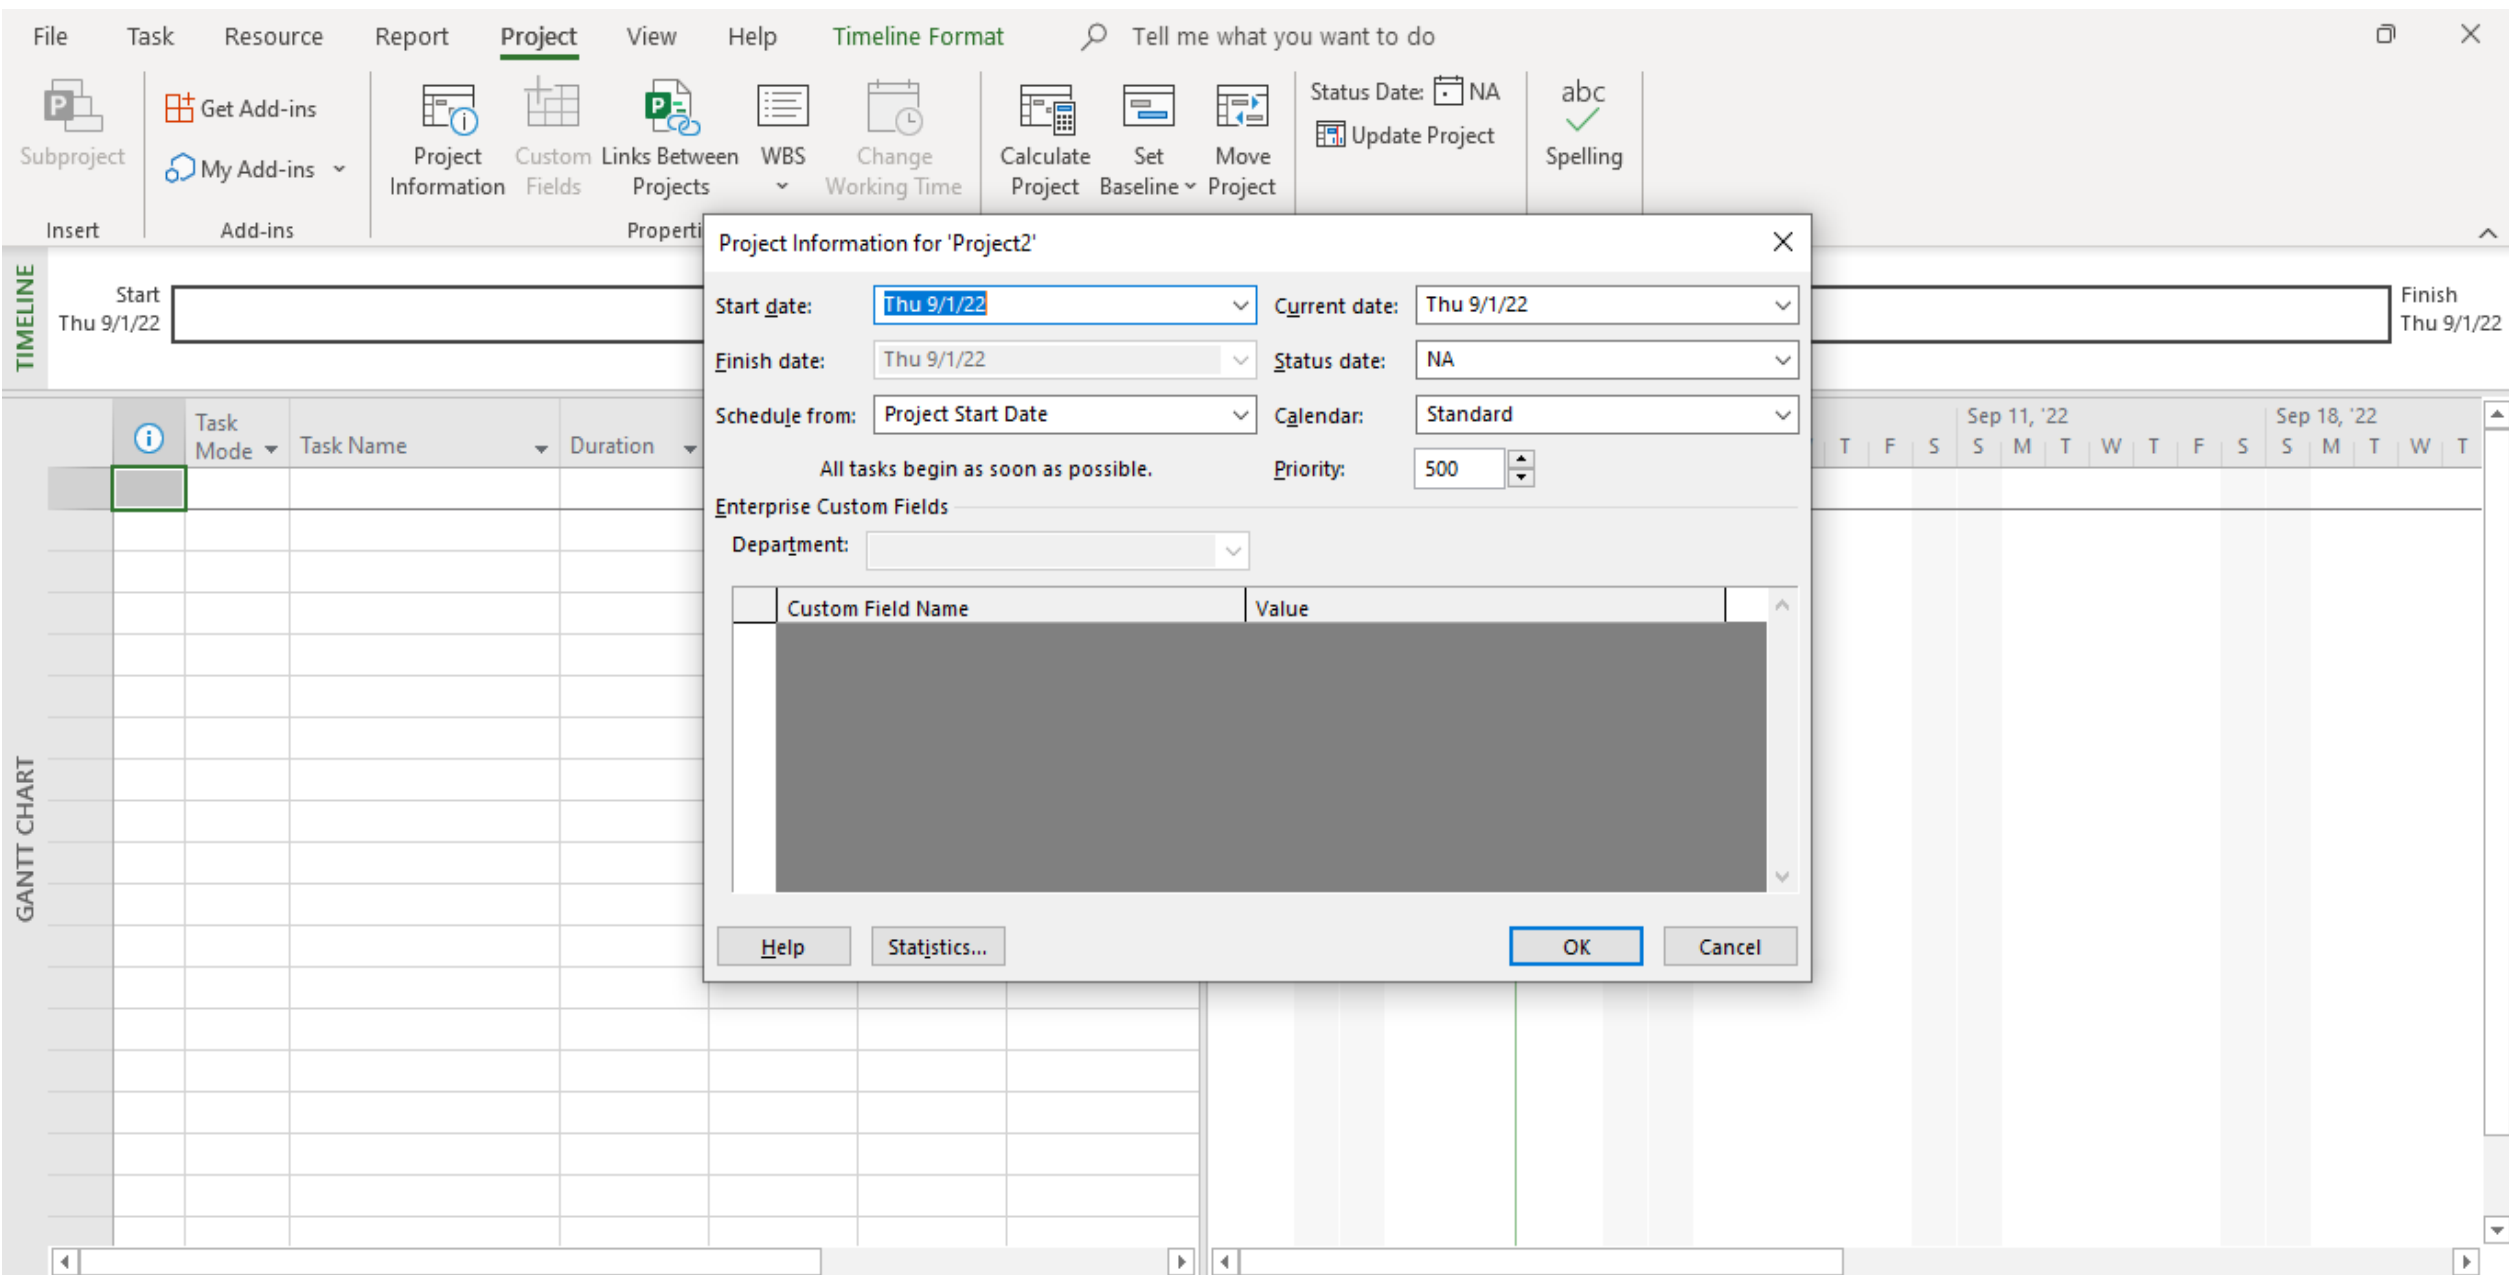 File Task Resource Report Project View Help Timeline Format Tell me what you want to do
Subproject
Get Add-ins
My Add-ins
Project Information
Custom Fields
Links Between Projects
WBS
Change Working Time
Calculate Project
Set Baseline
Move Project
Status Date: NA
Update Project
abc
Spelling
Insert Add-ins Properti
TIMELINE
Start
Thu 9/1/22
Finish
Thu 9/1/22
Project Information for 'Project2'
Start date: Thu 9/1/22 Current date: Thu 9/1/22
Finish date: Thu 9/1/22 Status date: NA
Schedule from: Project Start Date Calendar: Standard
All tasks begin as soon as possible. Priority: 500
Enterprise Custom Fields
Department:
Custom Field Name Value
Help Statistics... OK Cancel
GANTT CHART
Task Mode Task Name Duration
Sep 11, '22 Sep 18, '22
T F S S M T W T F S S M T W T